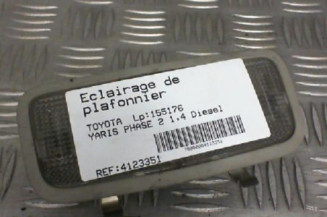 Eclairage de
plafonnier
TOYOTA Lp:155176
YARIS PHASE 2 1.4 Diesel
REF:4123351